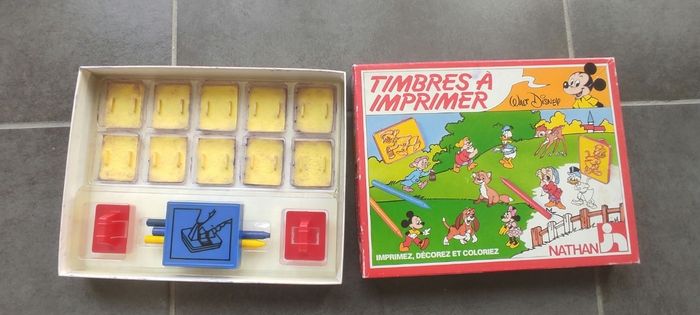 TIMBRES À
IMPRIMER
WALT DISNEY
IMPRIMEZ, DÉCOREZ ET COLORIEZ
NATHAN